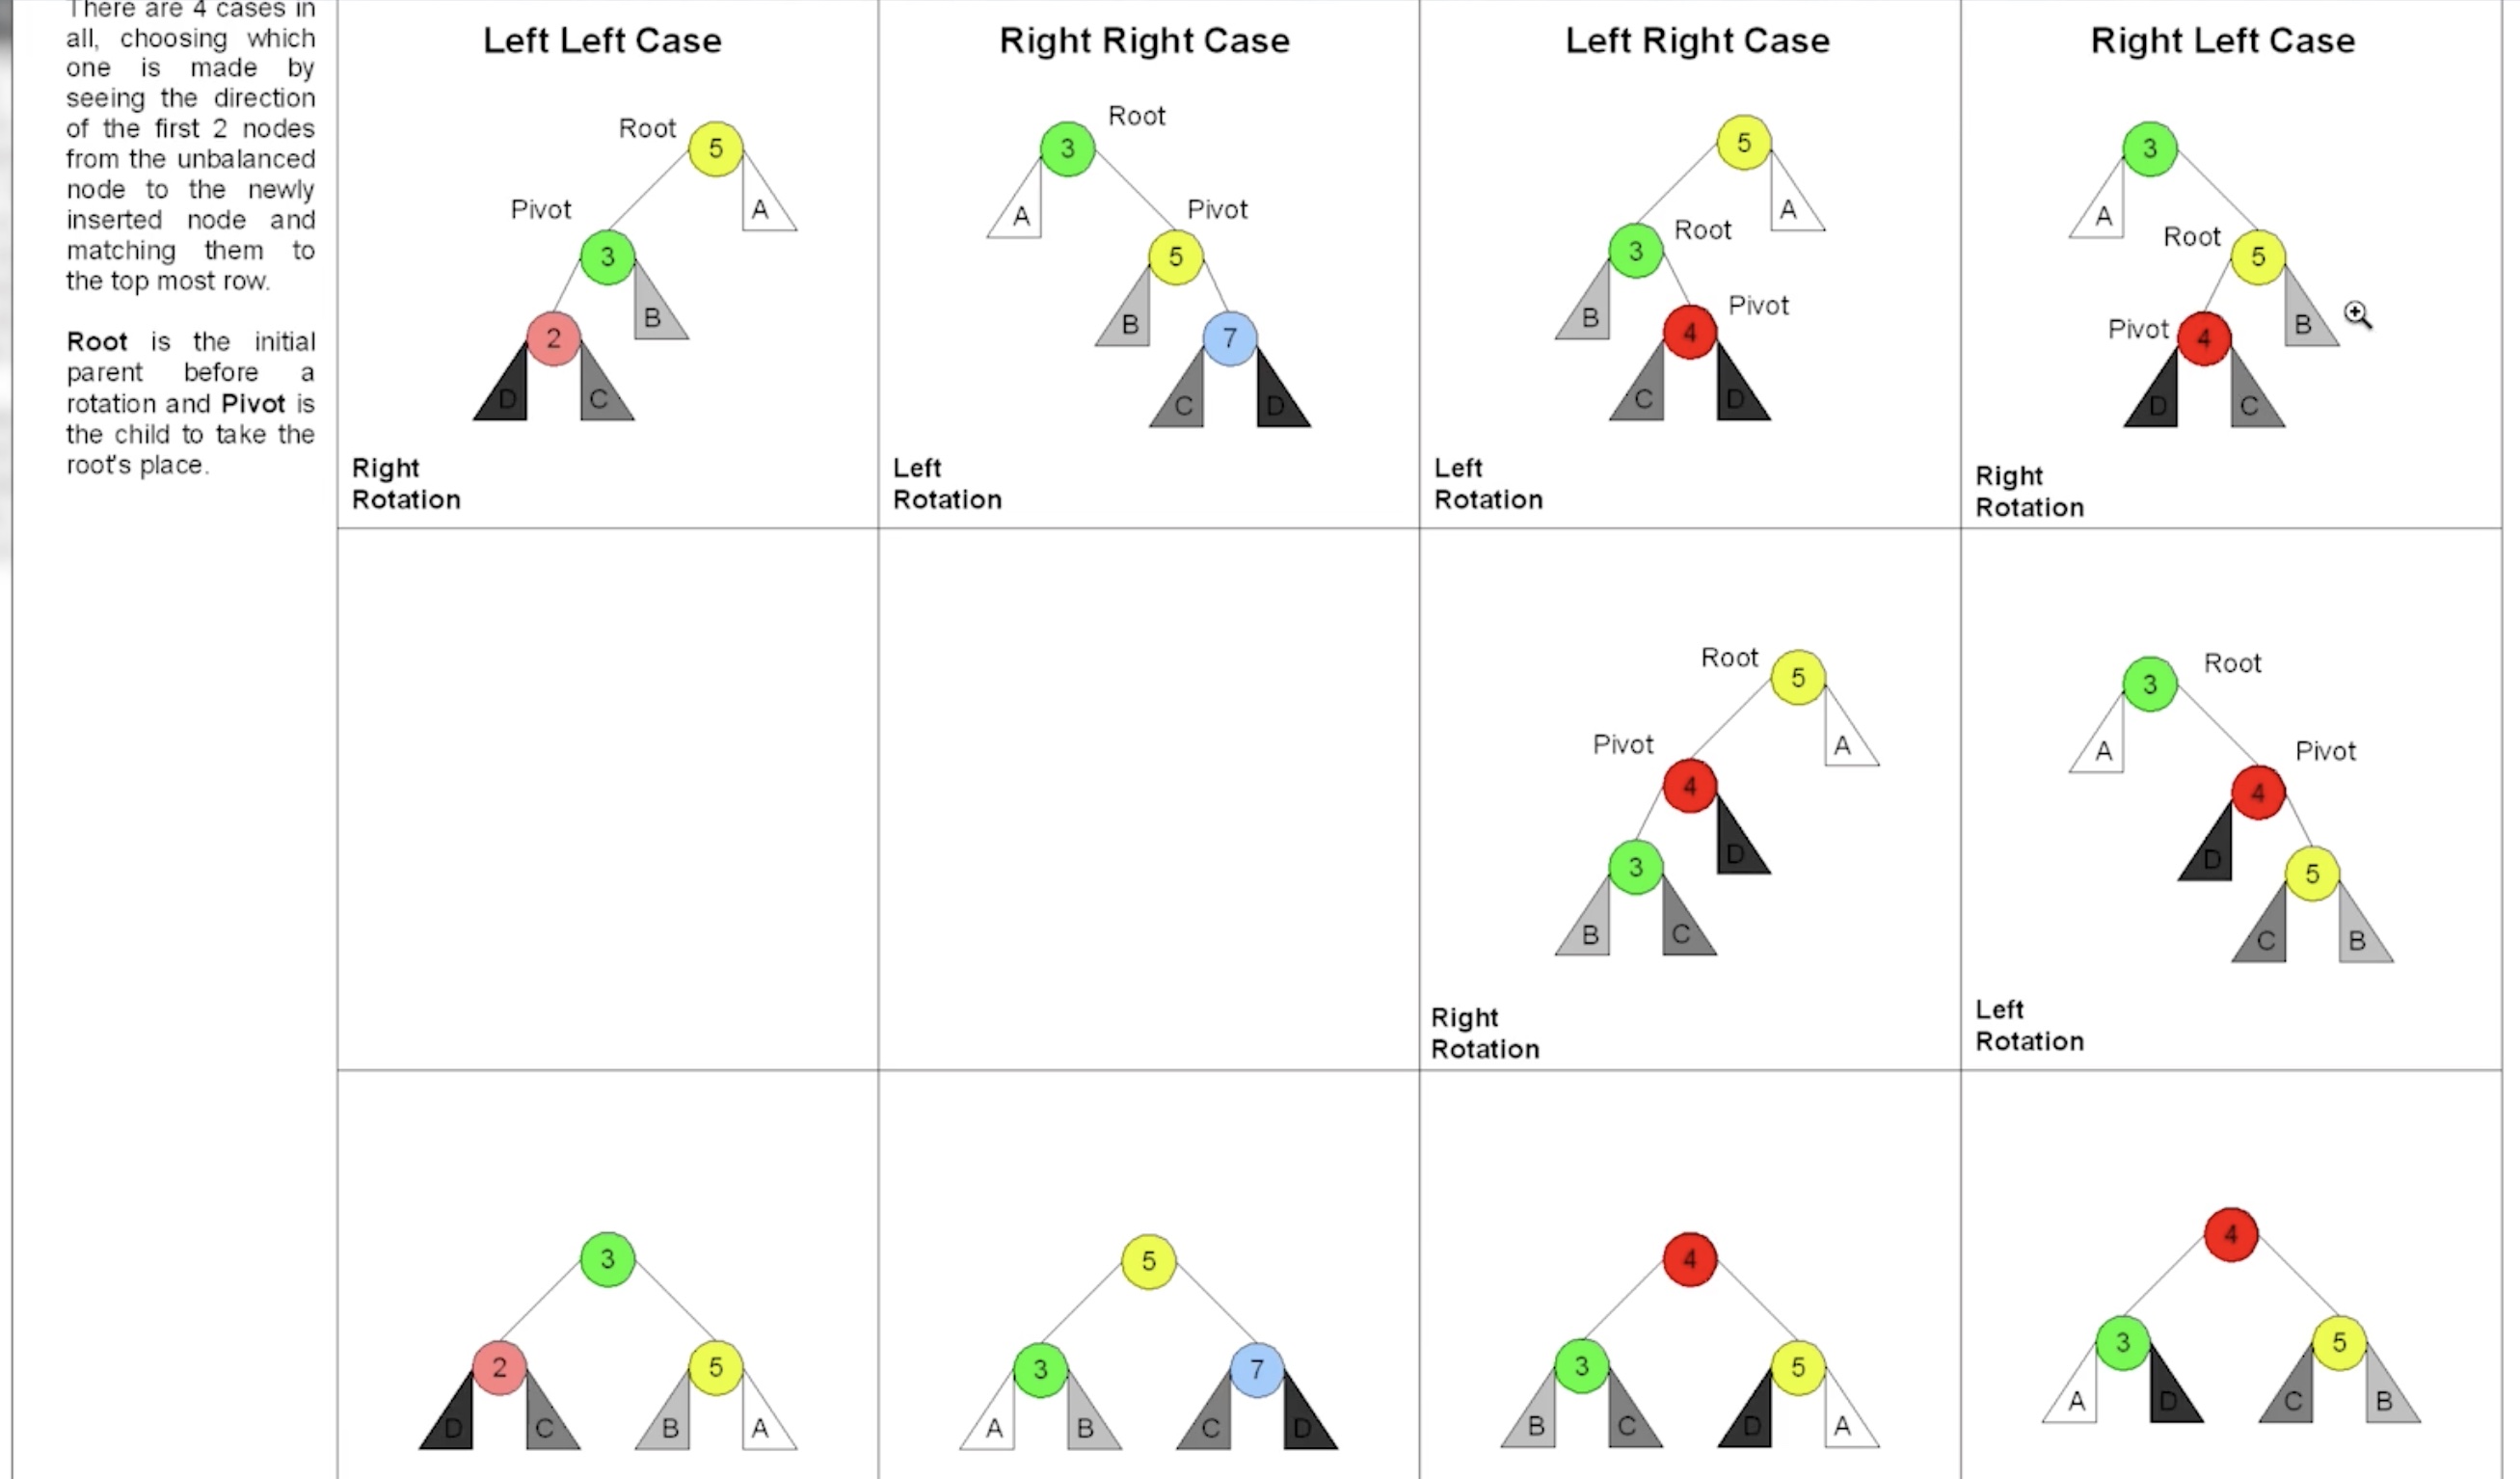 There are 4 cases in
all, choosing which
one is made by
seeing the direction
of the first 2 nodes
from the unbalanced
node to the newly
inserted node and
matching them to
the top most row.
Root is the initial
parent before a
rotation and Pivot is
the child to take the
root's place.
Left Left Case
Root
5
A
Pivot
3
B
2
D
C
Right
Rotation
Right Right Case
Root
3
A
Pivot
5
B
7
C
D
Left
Rotation
Left Right Case
5
A
Root
3
B
Pivot
4
C
D
Left
Rotation
Right Left Case
3
A
Root
5
B
Pivot
4
D
C
Right
Rotation
Root
5
A
Pivot
4
D
3
B
C
Right
Rotation
Root
3
A
Pivot
4
D
5
C
B
Left
Rotation
3
2
5
D
C
B
A
5
3
7
A
B
C
D
4
3
5
B
C
D
A
4
3
5
A
D
C
B